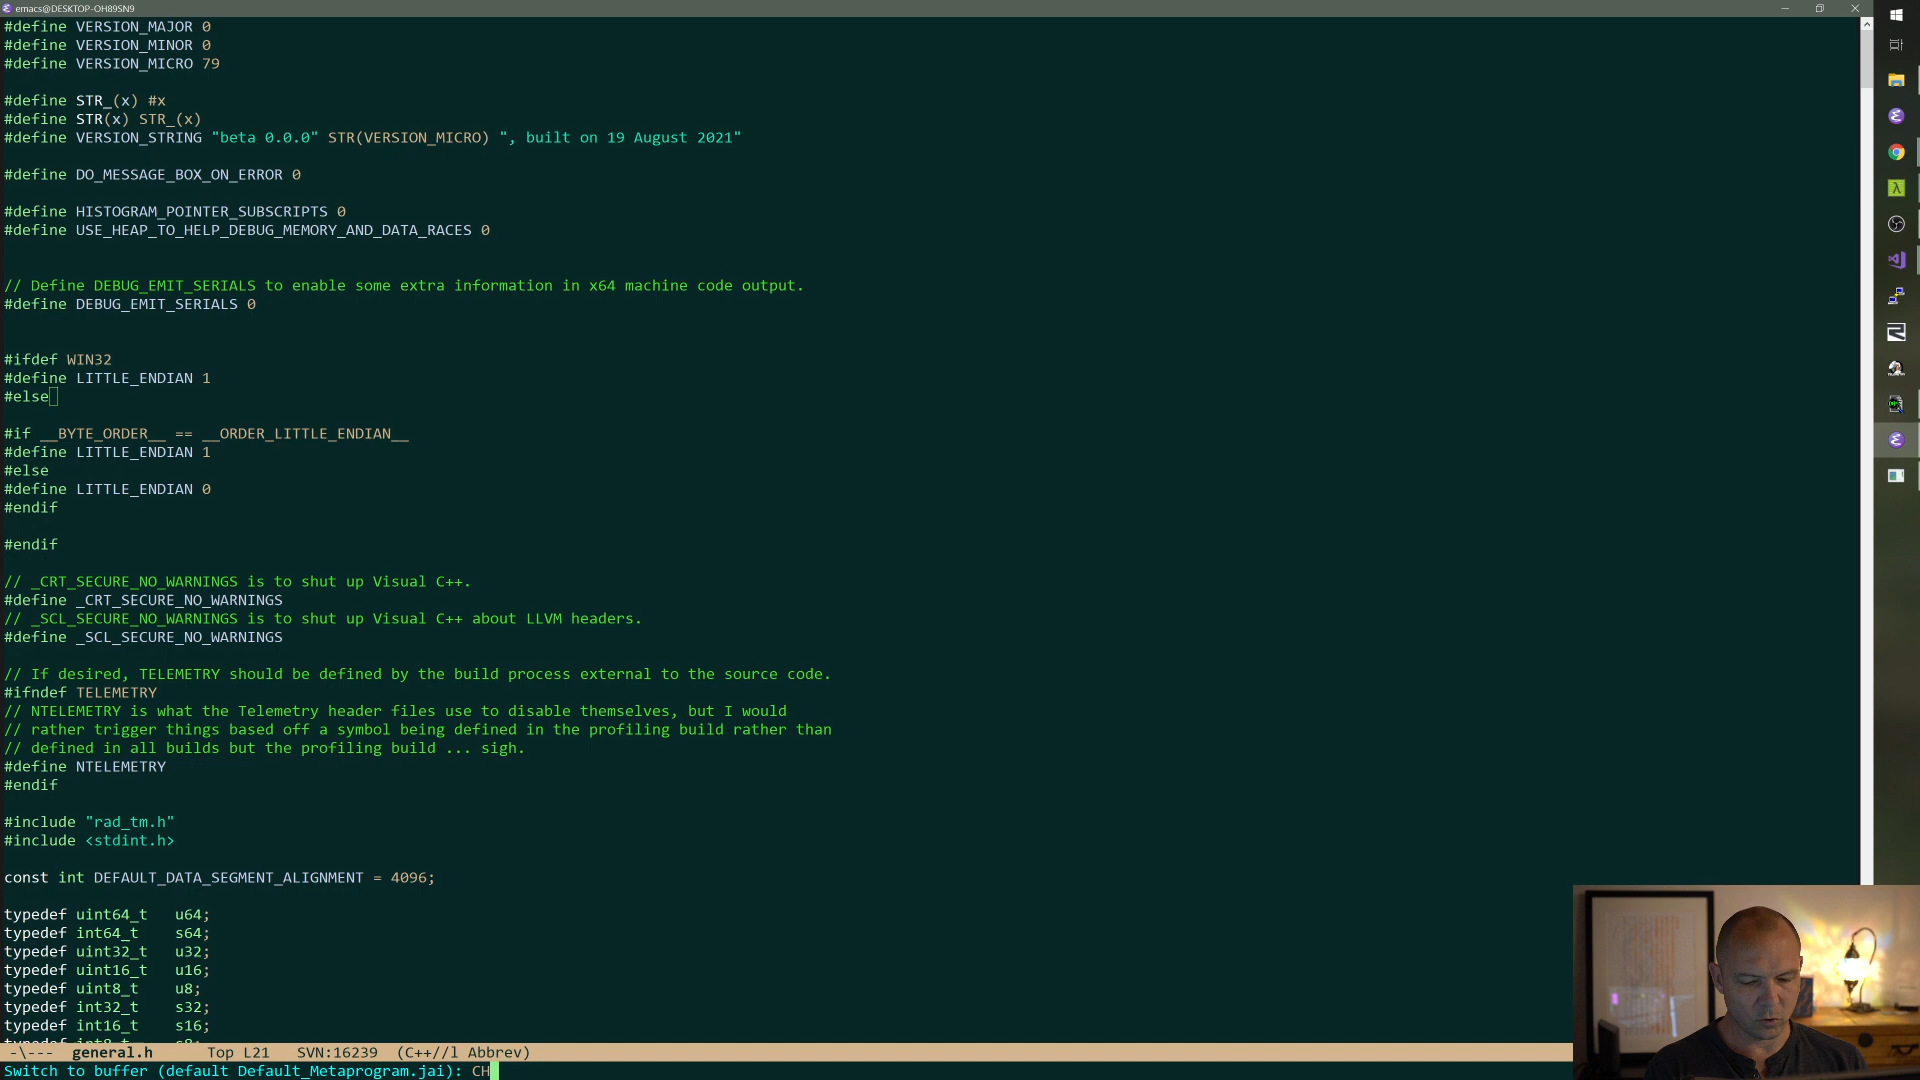 emacs@DESKTOP-OH89SN9
#define VERSION_MAJOR 0
#define VERSION_MINOR 0
#define VERSION_MICRO 79
#define STR_(x) #x
#define STR(x) STR_(x)
#define VERSION_STRING "beta 0.0.0" STR(VERSION_MICRO) ", built on 19 August 2021"
#define DO_MESSAGE_BOX_ON_ERROR 0
#define HISTOGRAM_POINTER_SUBSCRIPTS 0
#define USE_HEAP_TO_HELP_DEBUG_MEMORY_AND_DATA_RACES 0
// Define DEBUG_EMIT_SERIALS to enable some extra information in x64 machine code output.
#define DEBUG_EMIT_SERIALS 0
#ifdef WIN32
#define LITTLE_ENDIAN 1
#else
#if __BYTE_ORDER__ == __ORDER_LITTLE_ENDIAN__
#define LITTLE_ENDIAN 1
#else
#define LITTLE_ENDIAN 0
#endif
#endif
// _CRT_SECURE_NO_WARNINGS is to shut up Visual C++.
#define _CRT_SECURE_NO_WARNINGS
// _SCL_SECURE_NO_WARNINGS is to shut up Visual C++ about LLVM headers.
#define _SCL_SECURE_NO_WARNINGS
// If desired, TELEMETRY should be defined by the build process external to the source code.
#ifndef TELEMETRY
// NTELEMETRY is what the Telemetry header files use to disable themselves, but I would
// rather trigger things based off a symbol being defined in the profiling build rather than
// defined in all builds but the profiling build ... sigh.
#define NTELEMETRY
#endif
#include "rad_tm.h"
#include <stdint.h>
const int DEFAULT_DATA_SEGMENT_ALIGNMENT = 4096;
typedef uint64_t   u64;
typedef int64_t    s64;
typedef uint32_t   u32;
typedef uint16_t   u16;
typedef uint8_t    u8;
typedef int32_t    s32;
typedef int16_t    s16;
-\---  general.h      Top L21   SVN:16239  (C++//l Abbrev)
Switch to buffer (default Default_Metaprogram.jai): CH